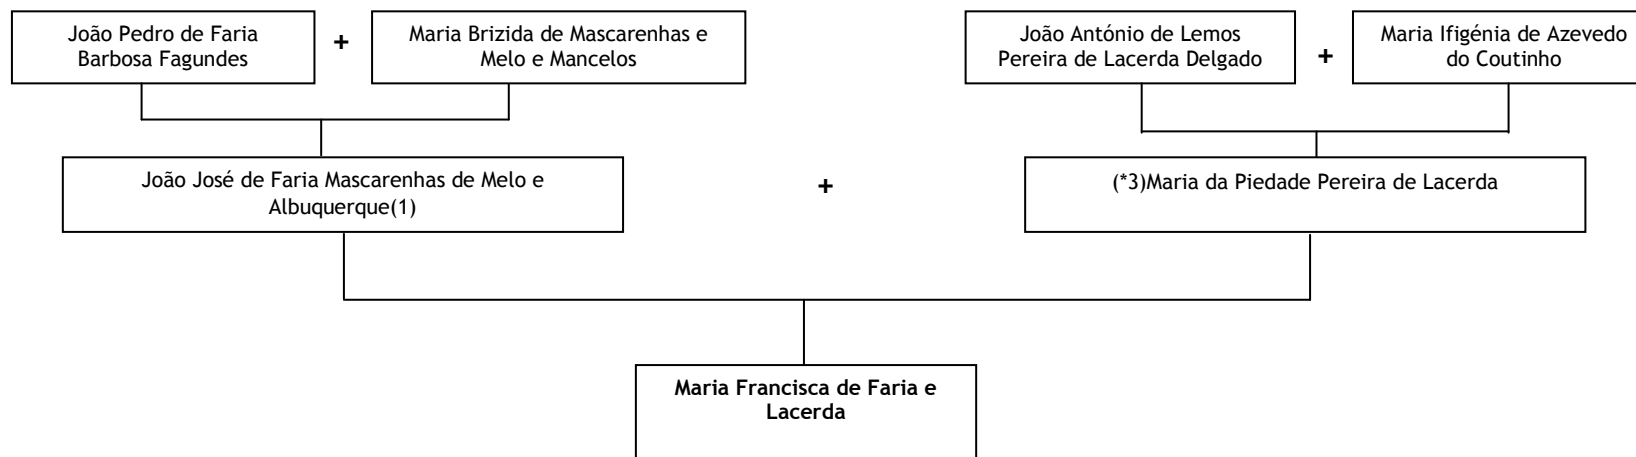 João Pedro de Faria
Barbosa Fagundes
+
Maria Brizida de Mascarenhas e
Melo e Mancelos
João António de Lemos
Pereira de Lacerda Delgado
+
Maria Ifigénia de Azevedo
do Coutinho
João José de Faria Mascarenhas de Melo e
Albuquerque(1)
+
(*3)Maria da Piedade Pereira de Lacerda
Maria Francisca de Faria e
Lacerda